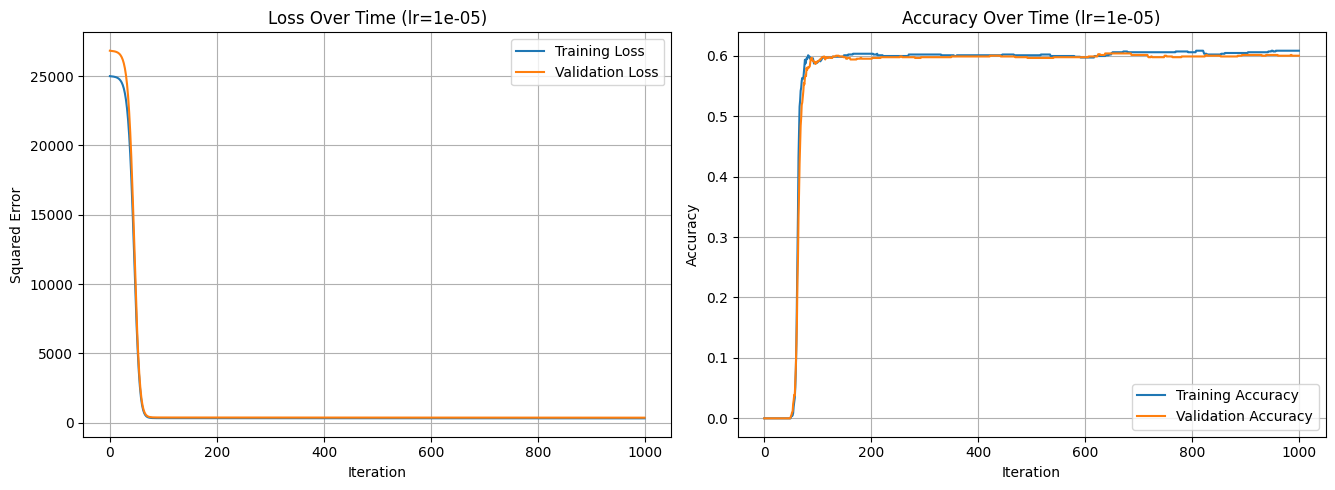 Loss Over Time (lr=1e-05)
Squared Error
25000
20000
15000
10000
5000
0
Training Loss
Validation Loss
0 200 400 600 800 1000
Iteration
Accuracy Over Time (lr=1e-05)
Accuracy
0.6
0.5
0.4
0.3
0.2
0.1
0.0
Training Accuracy
Validation Accuracy
0 200 400 600 800 1000
Iteration